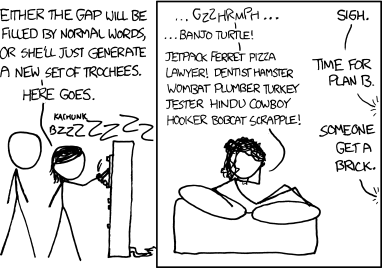 EITHER THE GAP WILL BE
FILLED BY NORMAL WORDS,
OR SHE'LL JUST GENERATE
A NEW SET OF TROCHEES.
HERE GOES.
KACHUNK
BZZZZZZZZ
... GZZHRMPH ...
...BANJO TURTLE!
JETPACK FERRET PIZZA
LAWYER! DENTIST HAMSTER
WOMBAT PLUMBER TURKEY
JESTER HINDU COWBOY
HOOKER BOBCAT SCRAPPLE!
SIGH.
TIME FOR
PLAN B.
SOMEONE
GET A
BRICK.